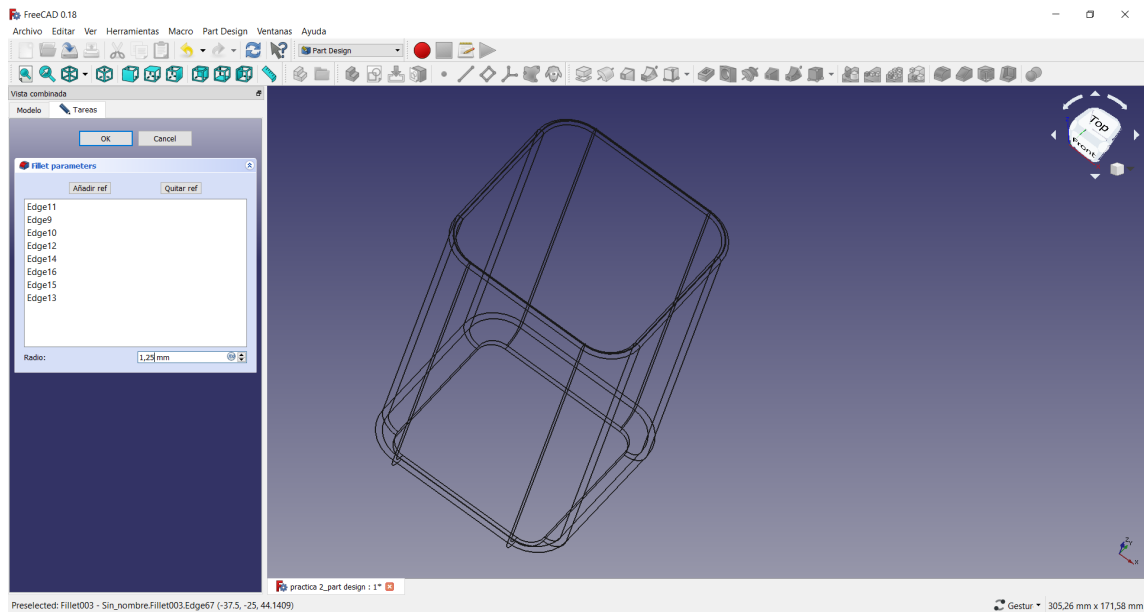 FreeCAD 0.18
Archivo Editar Ver Herramientas Macro Part Design Ventanas Ayuda
Part Design
Vista combinada
Modelo Tareas
OK Cancel
Fillet parameters
Añadir ref Quitar ref
Edge11
Edge9
Edge10
Edge12
Edge14
Edge16
Edge15
Edge13
Radio: 1,25 mm
Top
Front
Z Y
X
practica 2_part design : 1*
Preselected: Fillet003 - Sin_nombre.Fillet003.Edge67 (-37.5, -25, 44.1409) Gestur 305,26 mm x 171,58 mm